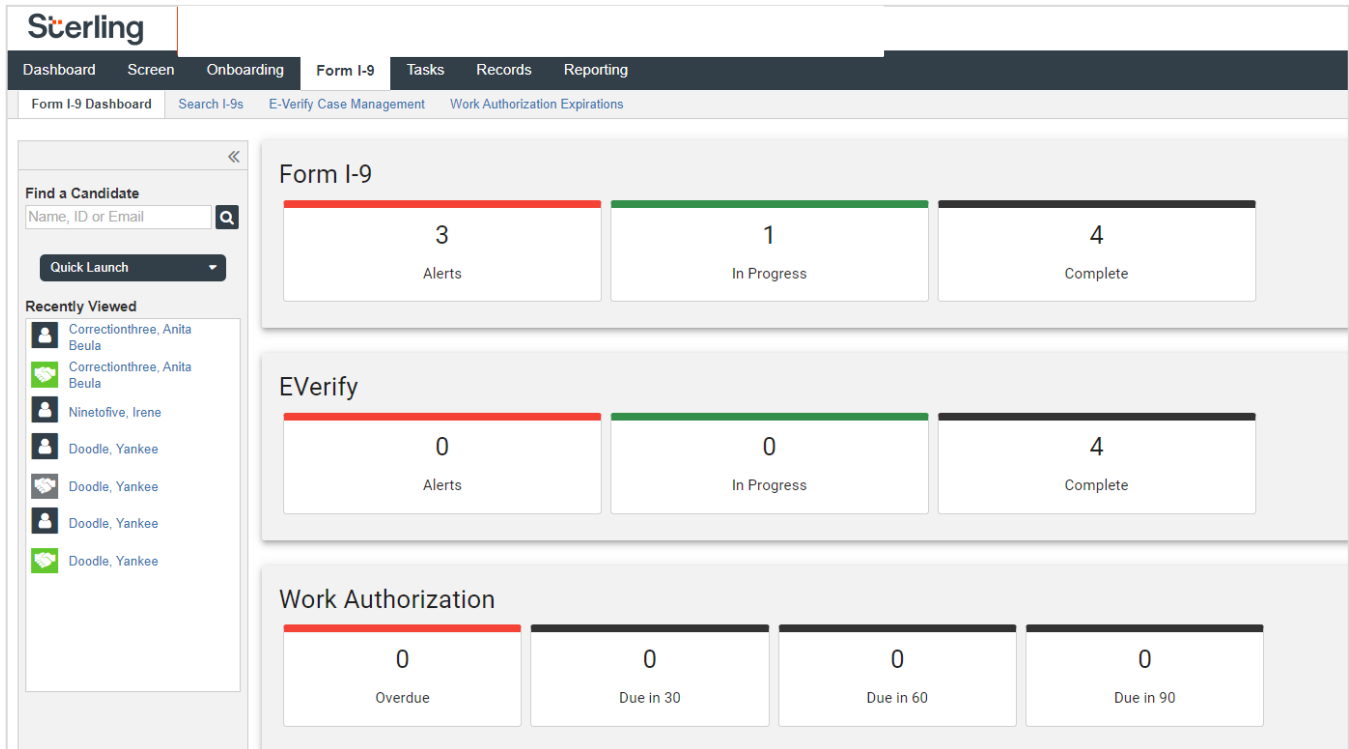 Sterling
Dashboard Screen Onboarding Form I-9 Tasks Records Reporting
Form I-9 Dashboard Search I-9s E-Verify Case Management Work Authorization Expirations
Find a Candidate
Name, ID or Email
Quick Launch
Recently Viewed
Correctionthree, Anita
Beula
Correctionthree, Anita
Beula
Ninetofive, Irene
Doodle, Yankee
Doodle, Yankee
Doodle, Yankee
Doodle, Yankee
Form I-9
3 1 4
Alerts In Progress Complete
EVerify
0 0 4
Alerts In Progress Complete
Work Authorization
0 0 0 0
Overdue Due in 30 Due in 60 Due in 90